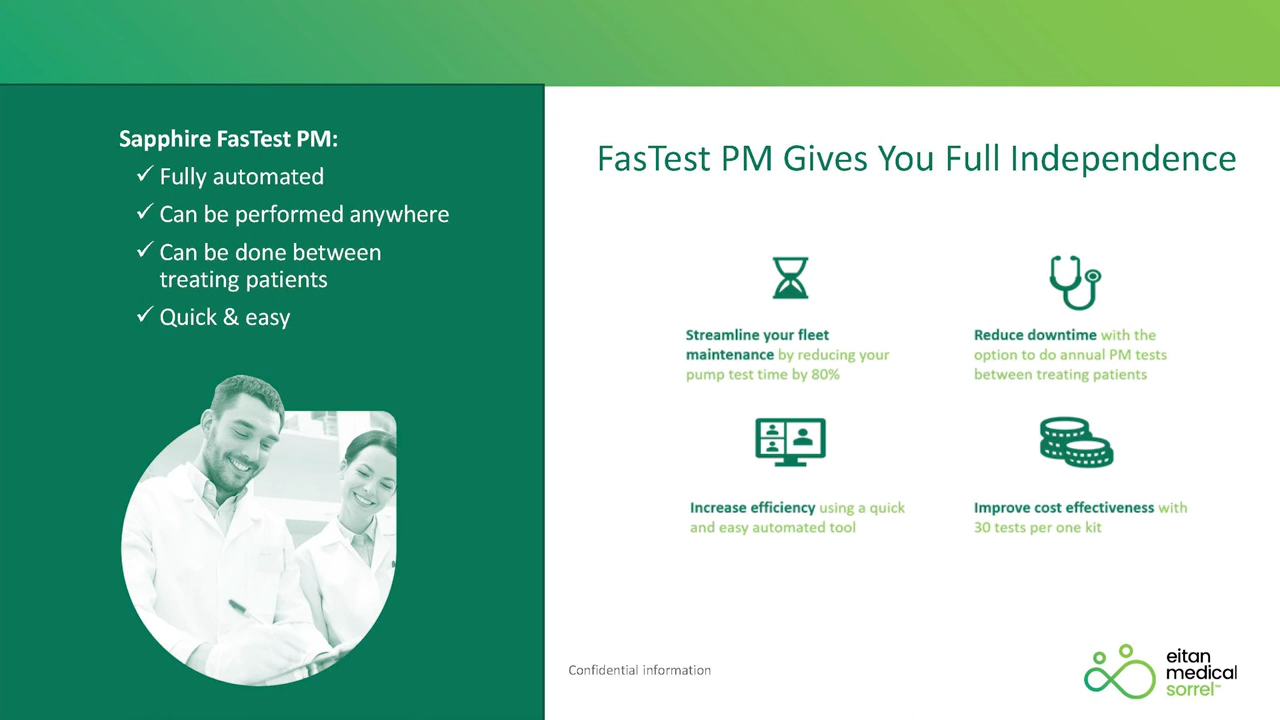 Sapphire FasTest PM:
✓ Fully automated
✓ Can be performed anywhere
✓ Can be done between
treating patients
✓ Quick & easy
FasTest PM Gives You Full Independence
Streamline your fleet
maintenance by reducing your
pump test time by 80%
Reduce downtime with the
option to do annual PM tests
between treating patients
Increase efficiency using a quick
and easy automated tool
Improve cost effectiveness with
30 tests per one kit
Confidential information
eitan
medical
sorrel™